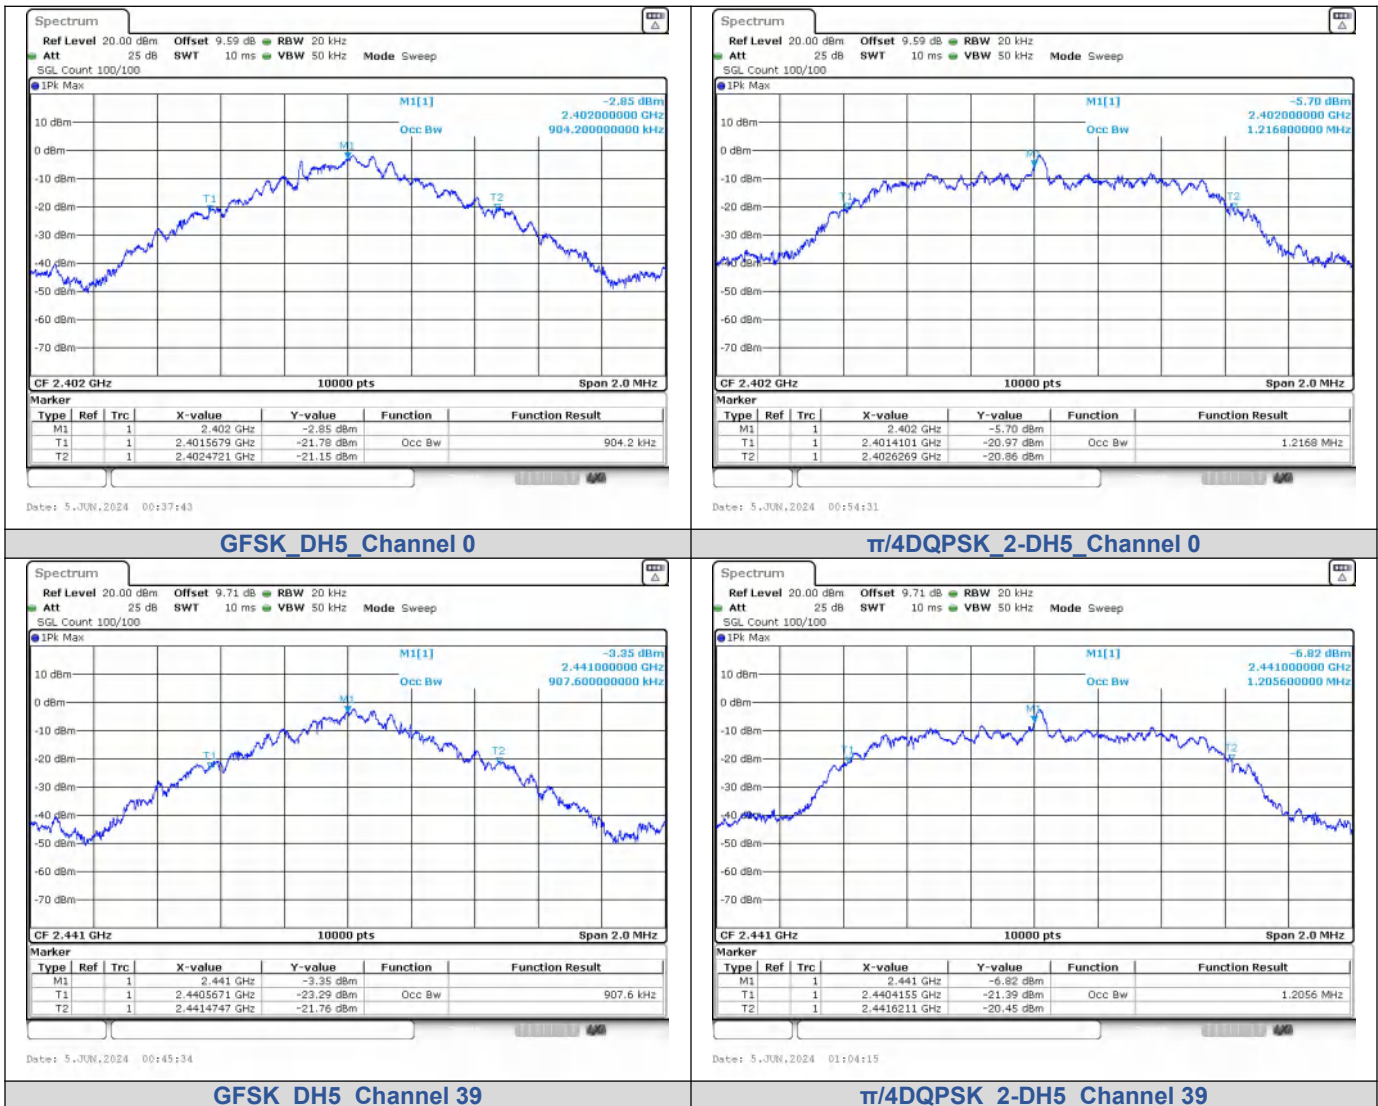 Spectrum
Ref Level 20.00 dBm Offset 9.59 dB RBW 20 kHz
Att 25 dB SWT 10 ms VBW 50 kHz Mode Sweep
SGL Count 100/100
1Pk Max
M1[1] -2.85 dBm
2.402000000 GHz
Occ Bw 904.200000000 kHz
10 dBm
0 dBm
M1
-10 dBm
T1
T2
-20 dBm
-30 dBm
-40 dBm
-50 dBm
-60 dBm
-70 dBm
CF 2.402 GHz 10000 pts Span 2.0 MHz
Marker
Type Ref Trc X-value Y-value Function Function Result
M1 1 2.402 GHz -2.85 dBm
T1 1 2.4015679 GHz -21.78 dBm Occ Bw 904.2 kHz
T2 1 2.4024721 GHz -21.15 dBm
Date: 5.JUN.2024 00:37:43
GFSK_DH5_Channel 0
Spectrum
Ref Level 20.00 dBm Offset 9.59 dB RBW 20 kHz
Att 25 dB SWT 10 ms VBW 50 kHz Mode Sweep
SGL Count 100/100
1Pk Max
M1[1] -5.70 dBm
2.402000000 GHz
Occ Bw 1.216800000 MHz
10 dBm
0 dBm
M1
-10 dBm
T1
T2
-20 dBm
-30 dBm
-40 dBm
-50 dBm
-60 dBm
-70 dBm
CF 2.402 GHz 10000 pts Span 2.0 MHz
Marker
Type Ref Trc X-value Y-value Function Function Result
M1 1 2.402 GHz -5.70 dBm
T1 1 2.4014101 GHz -20.97 dBm Occ Bw 1.2168 MHz
T2 1 2.4026269 GHz -20.86 dBm
Date: 5.JUN.2024 00:54:31
π/4DQPSK_2-DH5_Channel 0
Spectrum
Ref Level 20.00 dBm Offset 9.71 dB RBW 20 kHz
Att 25 dB SWT 10 ms VBW 50 kHz Mode Sweep
SGL Count 100/100
1Pk Max
M1[1] -3.35 dBm
2.441000000 GHz
Occ Bw 907.600000000 kHz
10 dBm
0 dBm
M1
-10 dBm
T1
T2
-20 dBm
-30 dBm
-40 dBm
-50 dBm
-60 dBm
-70 dBm
CF 2.441 GHz 10000 pts Span 2.0 MHz
Marker
Type Ref Trc X-value Y-value Function Function Result
M1 1 2.441 GHz -3.35 dBm
T1 1 2.4405671 GHz -23.29 dBm Occ Bw 907.6 kHz
T2 1 2.4414747 GHz -21.76 dBm
Date: 5.JUN.2024 00:45:34
GFSK_DH5_Channel 39
Spectrum
Ref Level 20.00 dBm Offset 9.71 dB RBW 20 kHz
Att 25 dB SWT 10 ms VBW 50 kHz Mode Sweep
SGL Count 100/100
1Pk Max
M1[1] -6.82 dBm
2.441000000 GHz
Occ Bw 1.205600000 MHz
10 dBm
0 dBm
M1
-10 dBm
T1
T2
-20 dBm
-30 dBm
-40 dBm
-50 dBm
-60 dBm
-70 dBm
CF 2.441 GHz 10000 pts Span 2.0 MHz
Marker
Type Ref Trc X-value Y-value Function Function Result
M1 1 2.441 GHz -6.82 dBm
T1 1 2.4404155 GHz -21.39 dBm Occ Bw 1.2056 MHz
T2 1 2.4416211 GHz -20.45 dBm
Date: 5.JUN.2024 01:04:15
π/4DQPSK_2-DH5_Channel 39